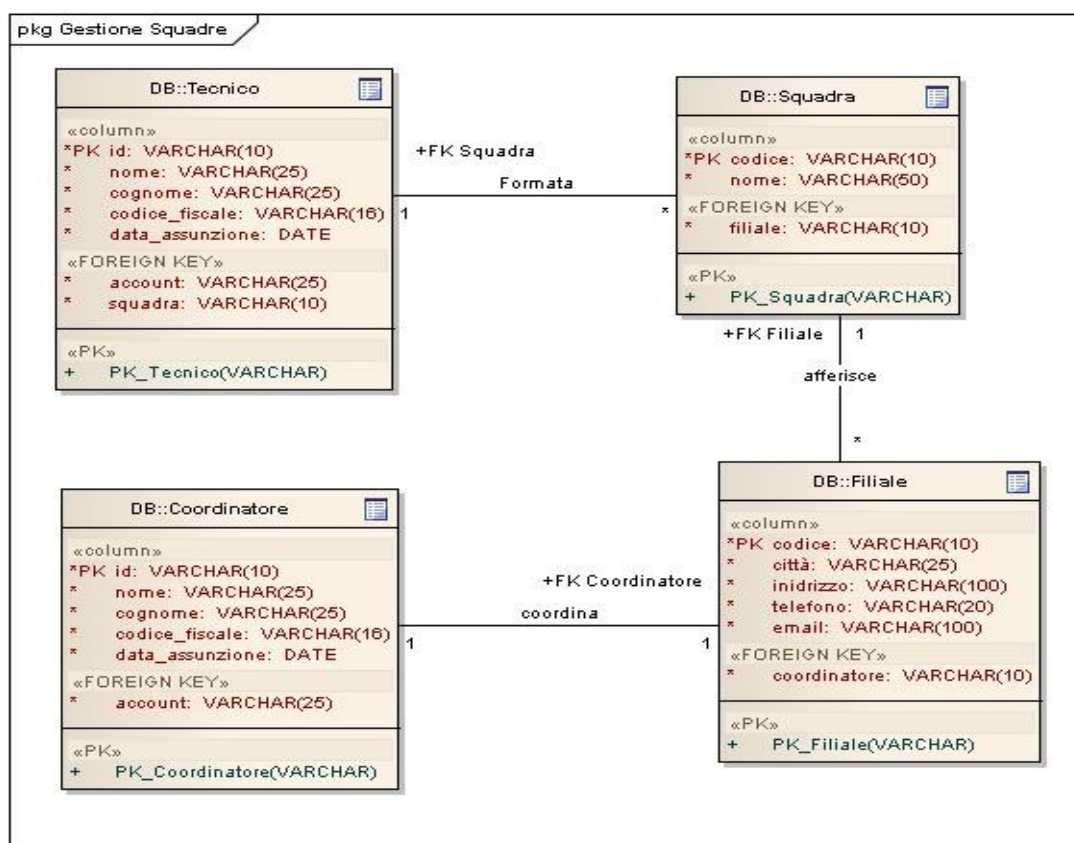 pkg Gestione Squadre
DB::Tecnico
«column»
*PK id: VARCHAR(10)
* nome: VARCHAR(25)
* cognome: VARCHAR(25)
* codice_fiscale: VARCHAR(16)
* data_assunzione: DATE
«FOREIGN KEY»
* account: VARCHAR(25)
* squadra: VARCHAR(10)
«PK»
+ PK_Tecnico(VARCHAR)
+FK Squadra
Formata
1
*
DB::Squadra
«column»
*PK codice: VARCHAR(10)
* nome: VARCHAR(50)
«FOREIGN KEY»
* filiale: VARCHAR(10)
«PK»
+ PK_Squadra(VARCHAR)
+FK Filiale 1
afferisce
*
DB::Coordinatore
«column»
*PK id: VARCHAR(10)
* nome: VARCHAR(25)
* cognome: VARCHAR(25)
* codice_fiscale: VARCHAR(16)
* data_assunzione: DATE
«FOREIGN KEY»
* account: VARCHAR(25)
«PK»
+ PK_Coordinatore(VARCHAR)
+FK Coordinatore
coordina
1
1
DB::Filiale
«column»
*PK codice: VARCHAR(10)
* città: VARCHAR(25)
* inidrizzo: VARCHAR(100)
* telefono: VARCHAR(20)
* email: VARCHAR(100)
«FOREIGN KEY»
* coordinatore: VARCHAR(10)
«PK»
+ PK_Filiale(VARCHAR)